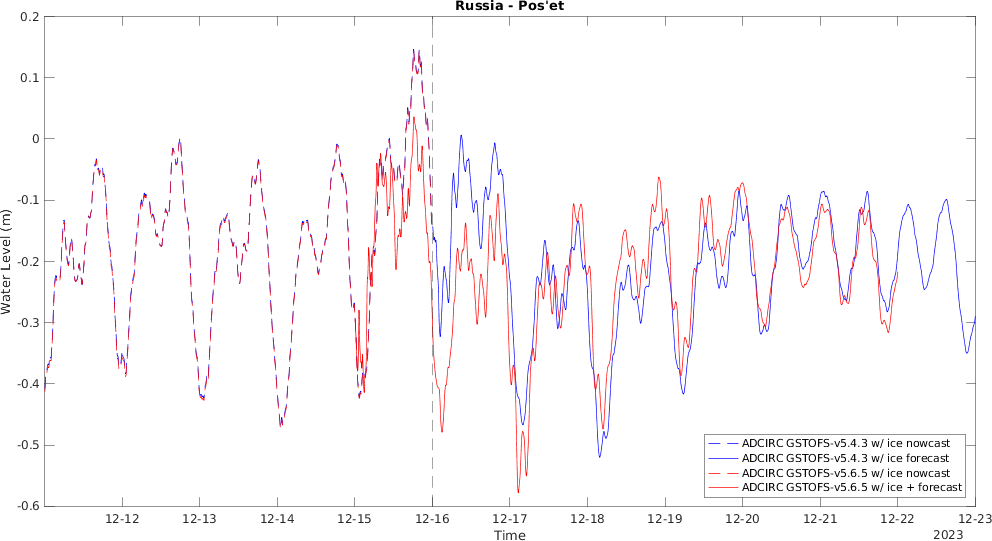 Russia - Pos'et
0.2
0.1
0
-0.1
-0.2
-0.3
-0.4
-0.5
-0.6
Water Level (m)
ADCIRC GSTOFS-v5.4.3 w/ ice nowcast
ADCIRC GSTOFS-v5.4.3 w/ ice forecast
ADCIRC GSTOFS-v5.6.5 w/ ice nowcast
ADCIRC GSTOFS-v5.6.5 w/ ice + forecast
12-12 12-13 12-14 12-15 12-16 12-17 12-18 12-19 12-20 12-21 12-22 12-23
Time
2023